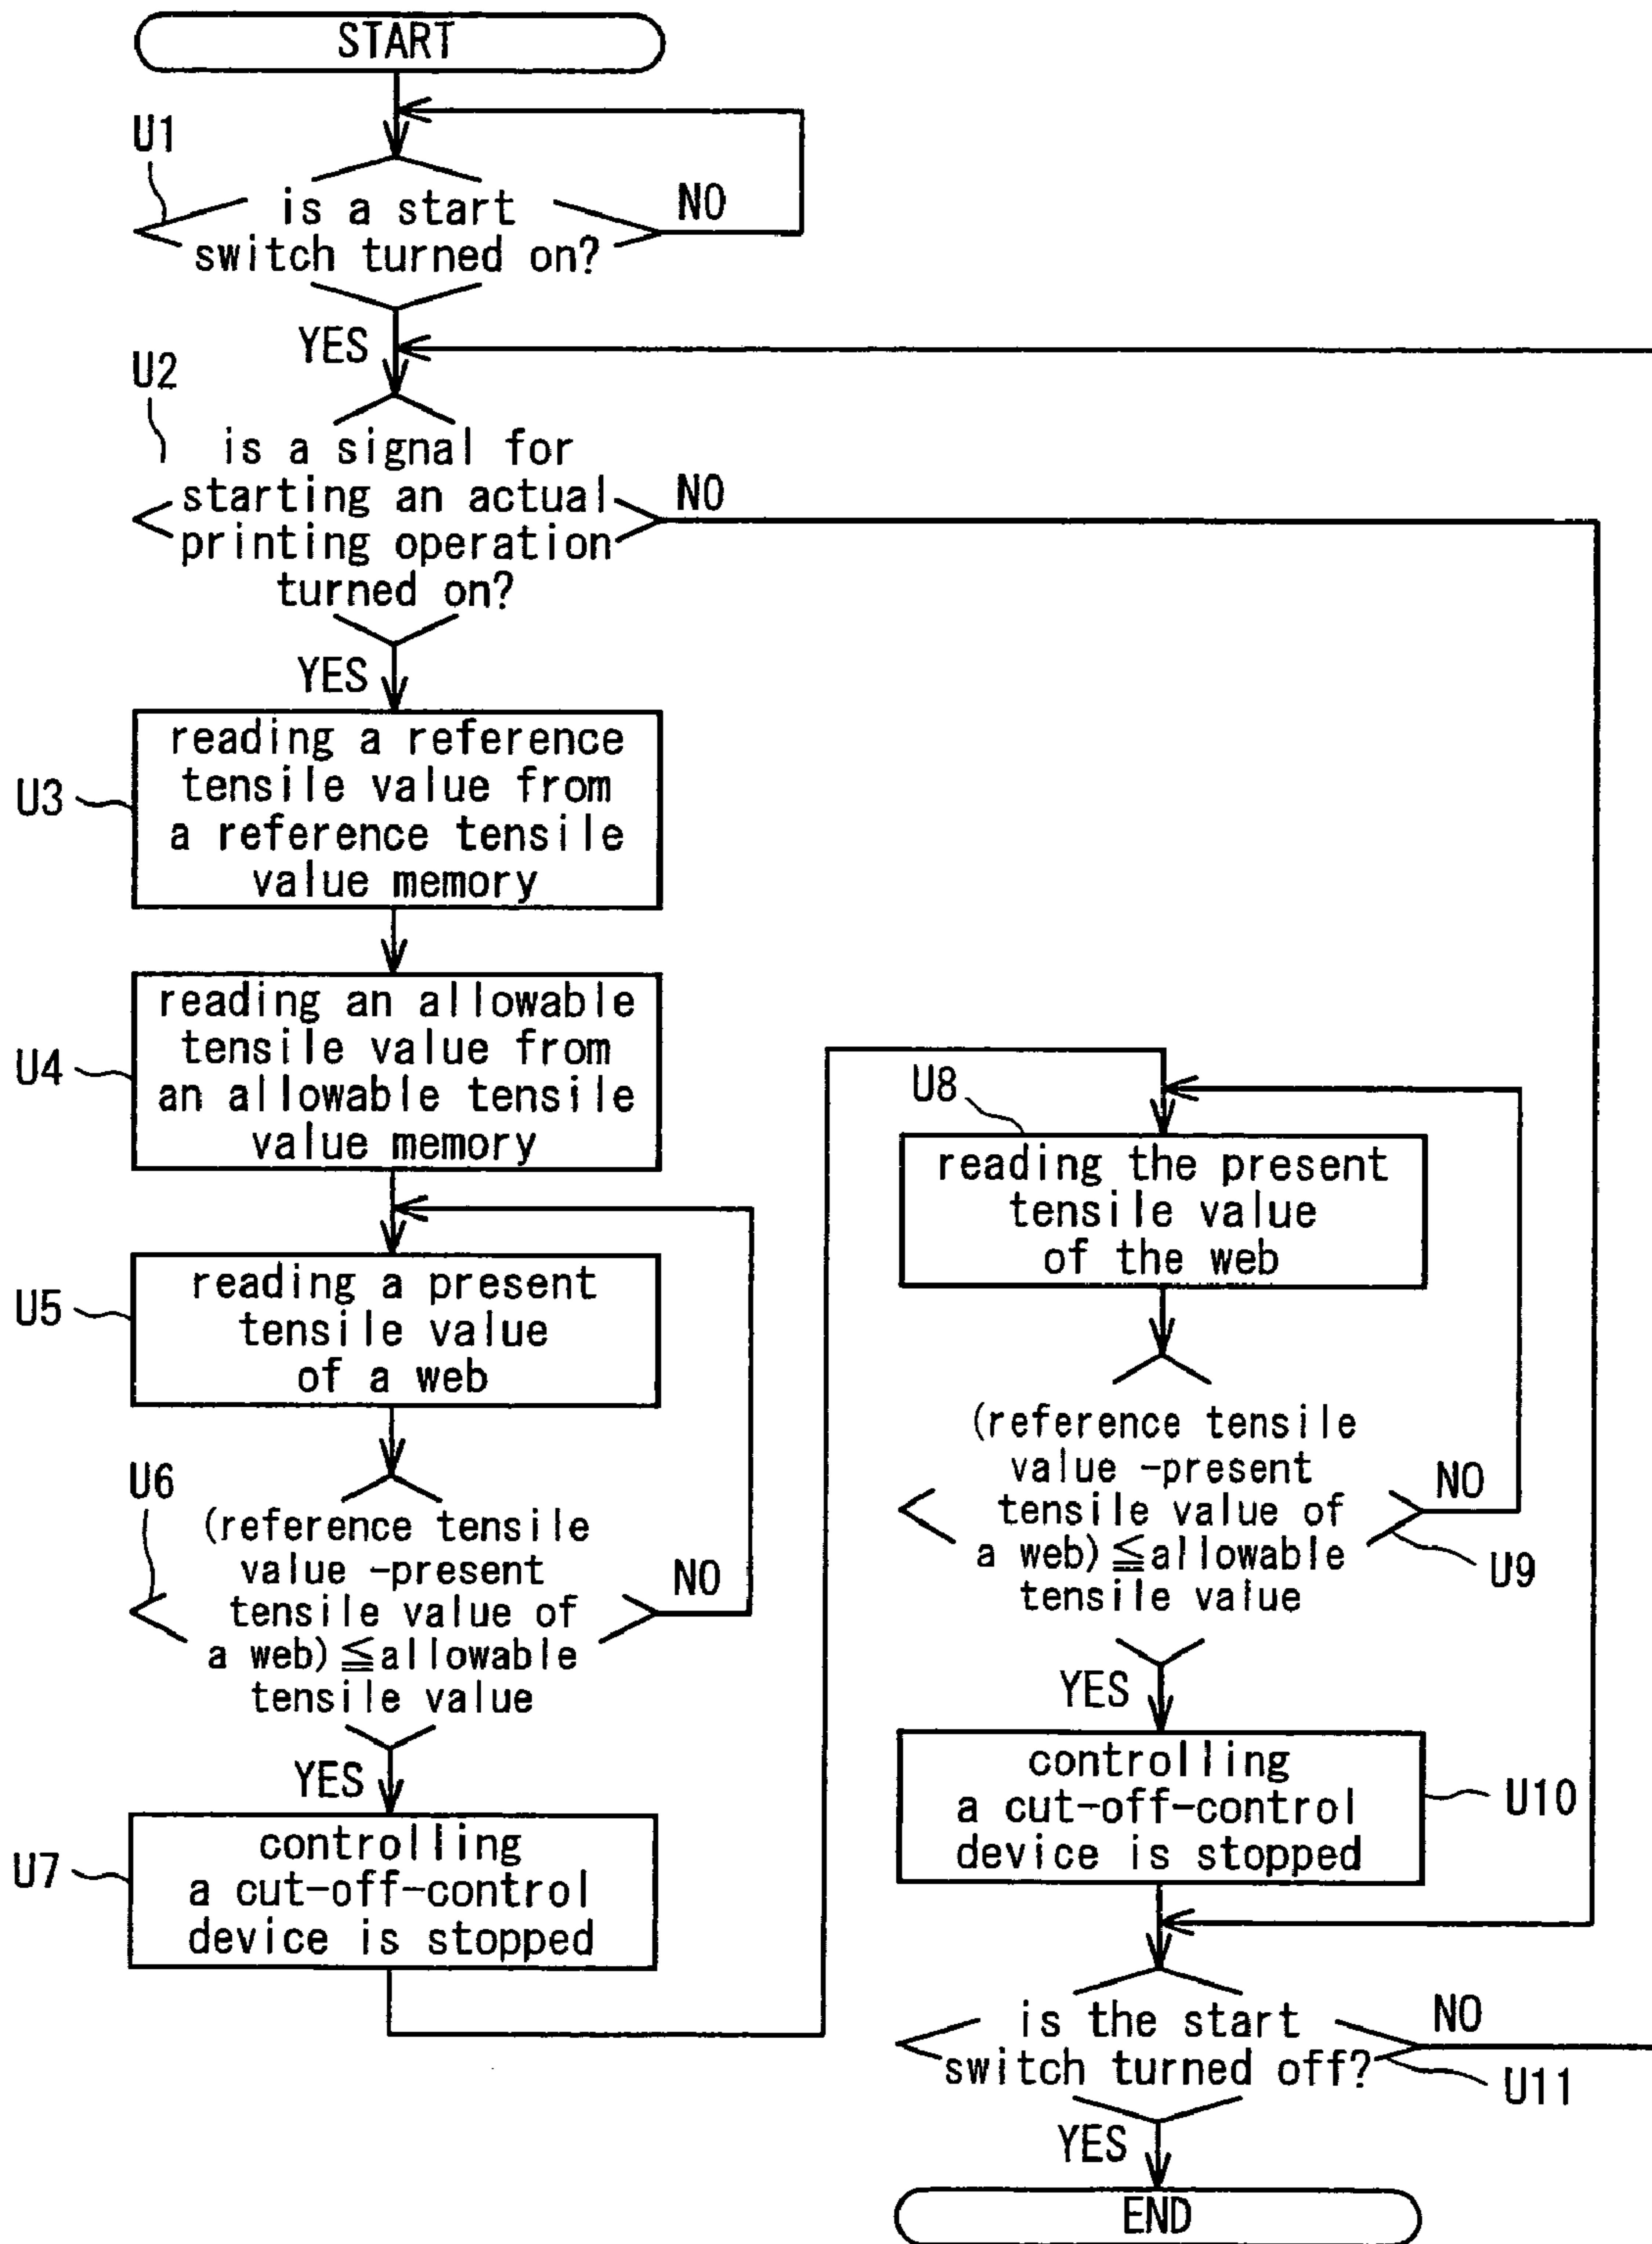 START
U1
is a start
switch turned on?
NO
YES
U2
is a signal for
starting an actual
printing operation
turned on?
NO
YES
U3
reading a reference
tensile value from
a reference tensile
value memory
U4
reading an allowable
tensile value from
an allowable tensile
value memory
U5
reading a present
tensile value
of a web
U6
(reference tensile
value -present
tensile value of
a web)≦allowable
tensile value
NO
YES
U7
controlling
a cut-off-control
device is stopped
U8
reading the present
tensile value
of the web
(reference tensile
value -present
tensile value of
a web)≦allowable
tensile value
NO
U9
YES
controlling
a cut-off-control
device is stopped
U10
is the start
switch turned off?
NO
U11
YES
END